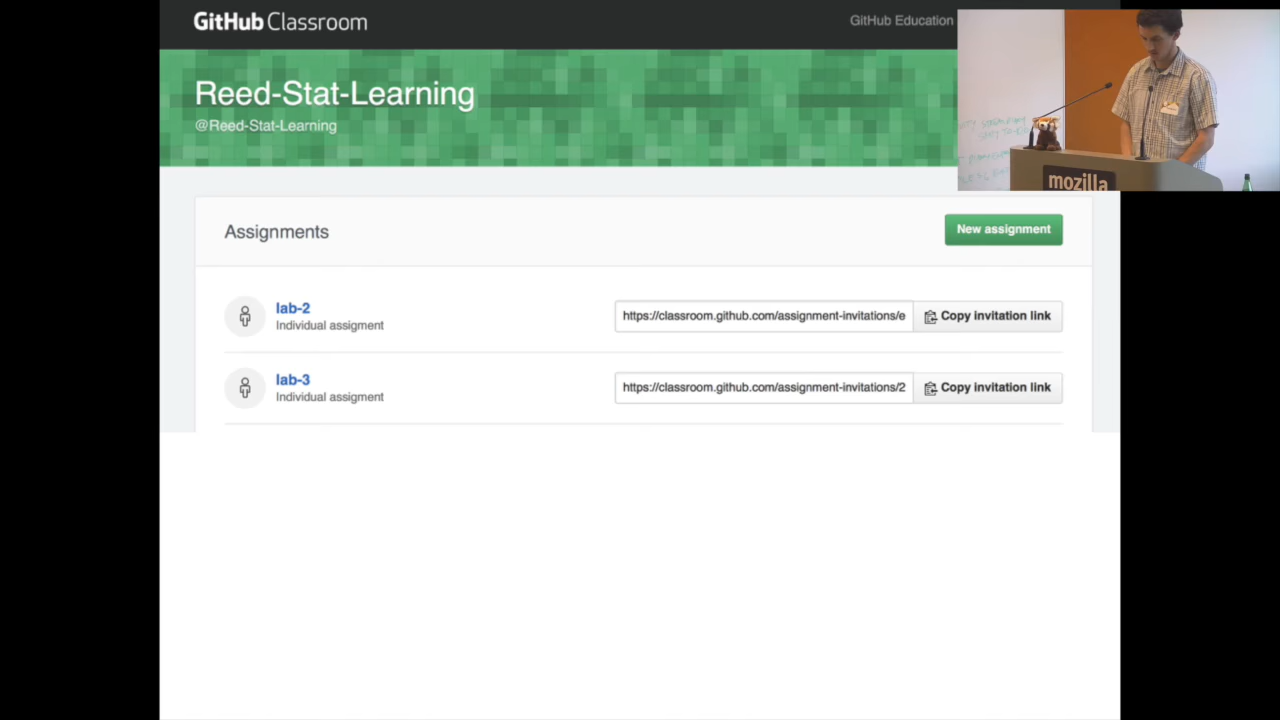 GitHub Classroom
GitHub Education
Reed-Stat-Learning
@Reed-Stat-Learning
mozilla
Assignments
New assignment
lab-2
Individual assigment
https://classroom.github.com/assignment-invitations/e
Copy invitation link
lab-3
Individual assigment
https://classroom.github.com/assignment-invitations/2
Copy invitation link